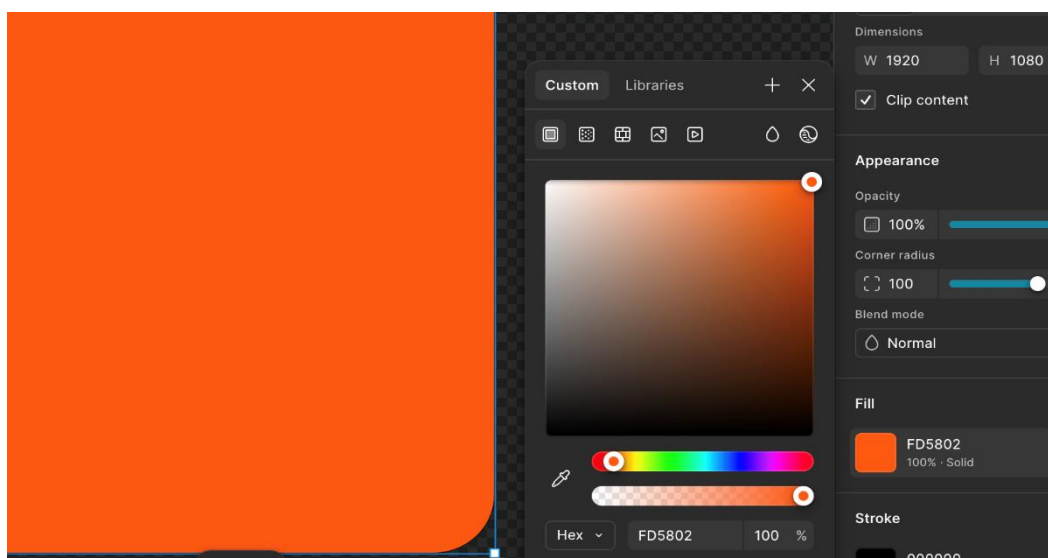 Dimensions
W 1920 H 1080
Custom Libraries
Clip content
Appearance
Opacity
100%
Corner radius
100
Blend mode
Normal
Fill
FD5802
100% · Solid
Stroke
Hex FD5802 100 %